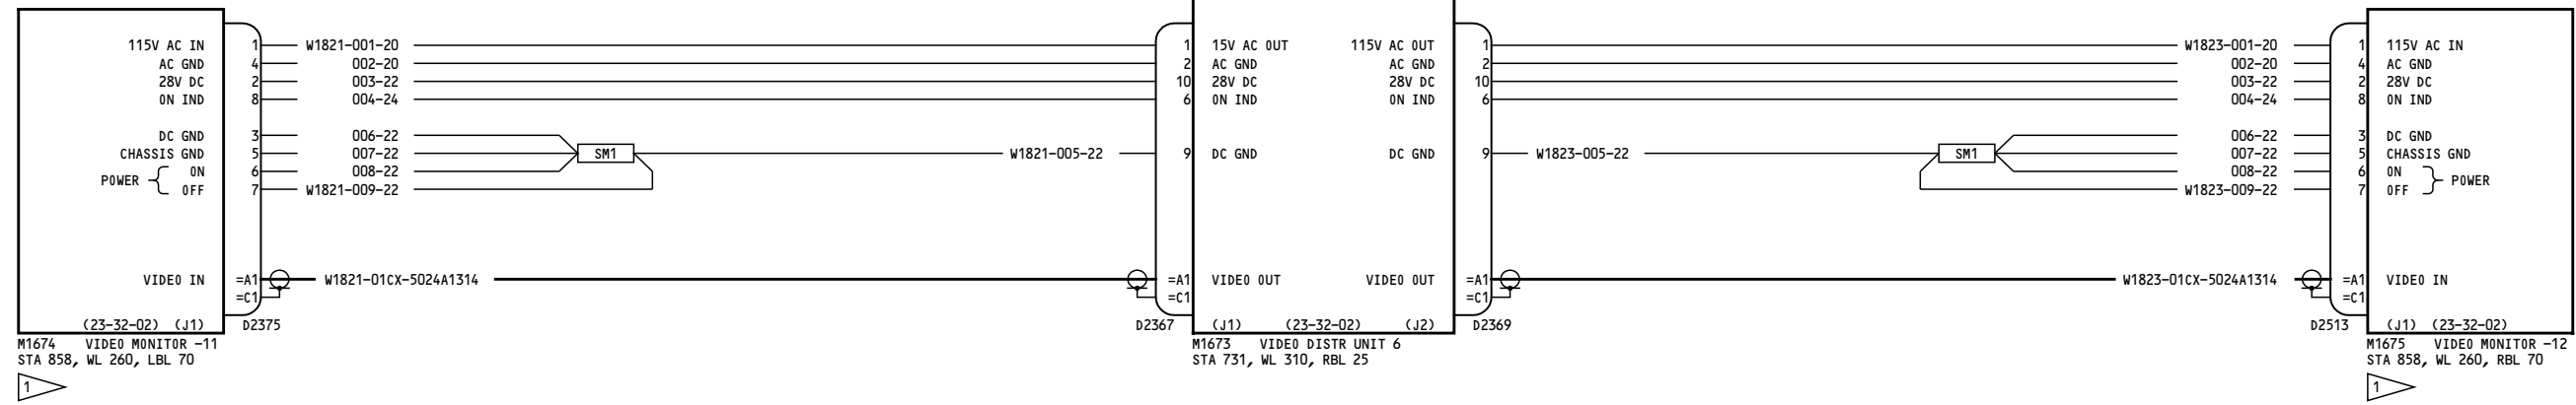 115V AC IN 1 W1821-001-20 1 15V AC OUT 115V AC OUT 1 W1823-001-20 1 115V AC IN
AC GND 4 002-20 2 AC GND AC GND 2 002-20 4 AC GND
28V DC 2 003-22 10 28V DC 28V DC 10 003-22 2 28V DC
ON IND 8 004-24 6 ON IND ON IND 6 004-24 8 ON IND
DC GND 3 006-22 006-22 3 DC GND
CHASSIS GND 5 007-22 SM1 W1821-005-22 9 DC GND DC GND 9 W1823-005-22 SM1 007-22 5 CHASSIS GND
ON 6 008-22 008-22 6 ON
POWER POWER
OFF 7 W1821-009-22 W1823-009-22 7 OFF
VIDEO IN =A1 W1821-01CX-5024A1314 =A1 VIDEO OUT VIDEO OUT =A1 W1823-01CX-5024A1314 =A1 VIDEO IN
=C1 =C1 =C1 =C1
(23-32-02) (J1) D2375 D2367 (J1) (23-32-02) (J2) D2369 D2513 (J1) (23-32-02)
M1674 VIDEO MONITOR -11 M1673 VIDEO DISTR UNIT 6 M1675 VIDEO MONITOR -12
STA 858, WL 260, LBL 70 STA 731, WL 310, RBL 25 STA 858, WL 260, RBL 70
1 1